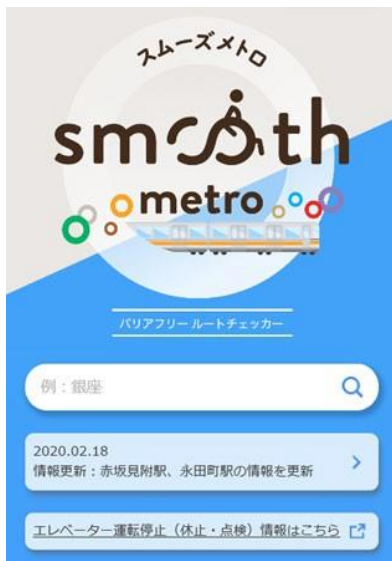 スムーズメトロ
smooth
metro
バリアフリー ルートチェッカー
例：銀座
2020.02.18
情報更新：赤坂見附駅、永田町駅の情報を更新
エレベーター運転停止（休止・点検）情報はこちら